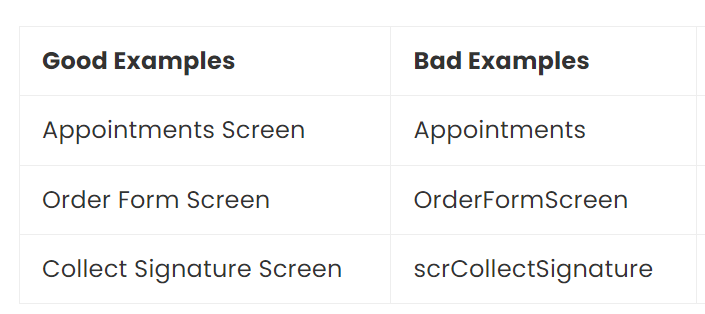 Good Examples Bad Examples
Appointments Screen Appointments
Order Form Screen OrderFormScreen
Collect Signature Screen scrCollectSignature